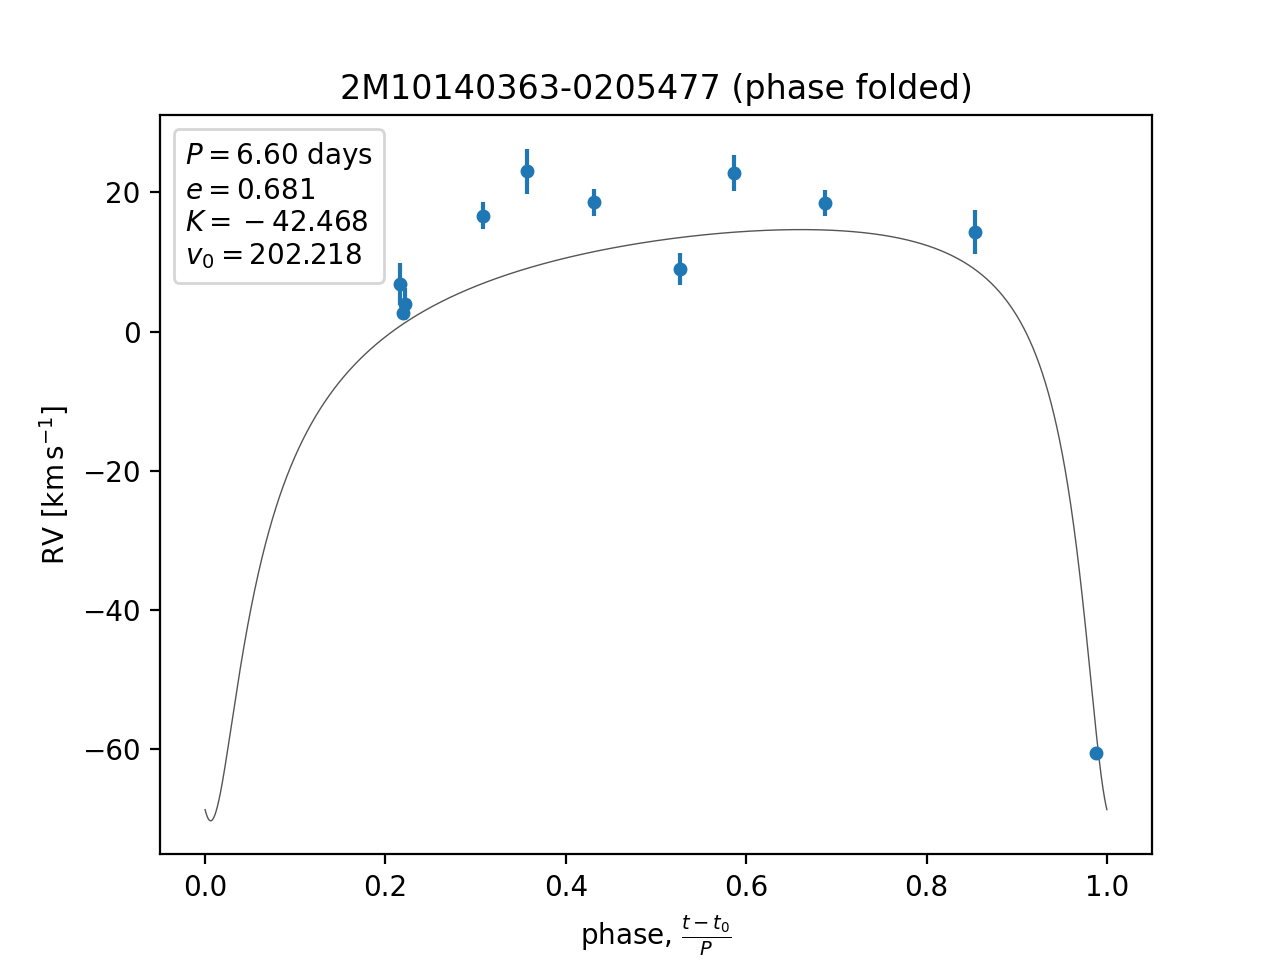 2M10140363-0205477 (phase folded)
P = 6.60 days
e = 0.681
K = −42.468
v₀ = 202.218
RV [km s⁻¹]
20
0
−20
−40
−60
0.0 0.2 0.4 0.6 0.8 1.0
phase, (t − t₀)/P